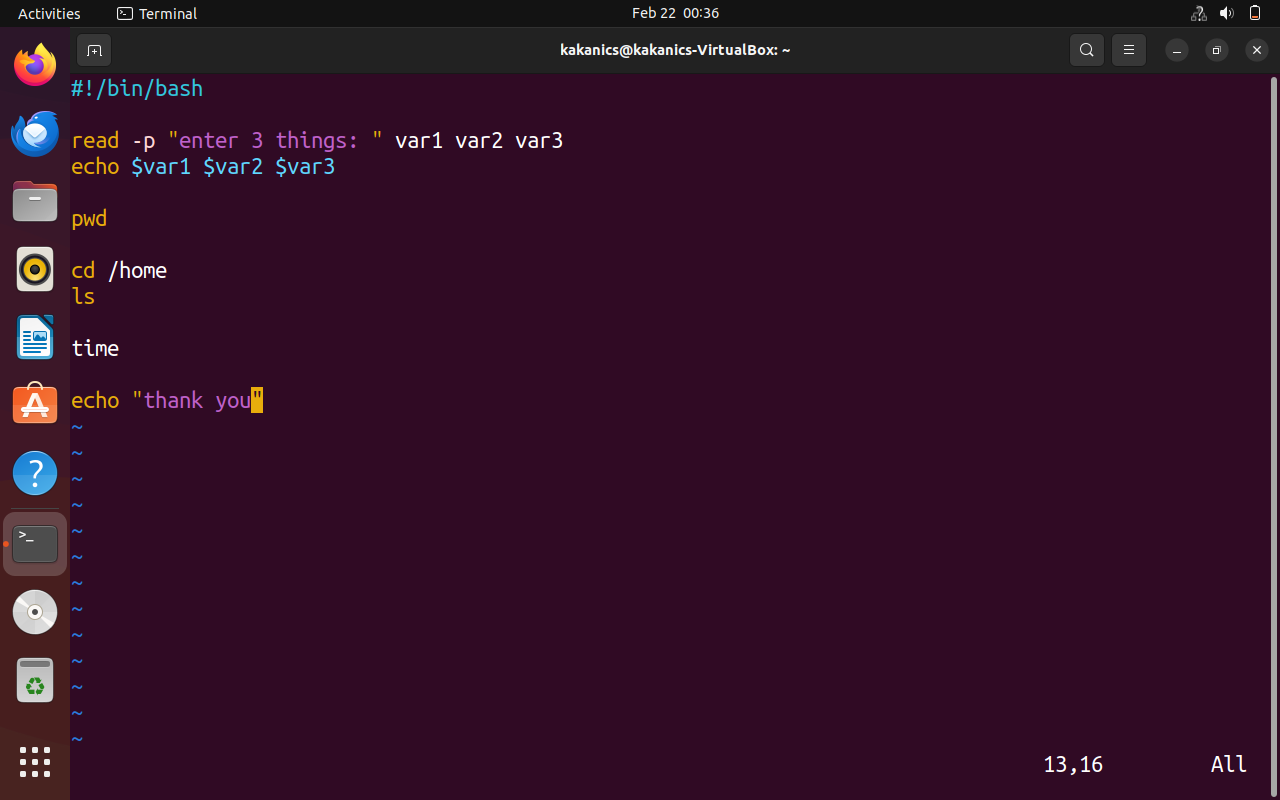 Activities Terminal Feb 22 00:36
kakanics@kakanics-VirtualBox: ~
#!/bin/bash
read -p "enter 3 things: " var1 var2 var3
echo $var1 $var2 $var3
pwd
cd /home
ls
time
echo "thank you"
~
~
~
~
~
~
~
~
~
~
~
~
~
13,16 All